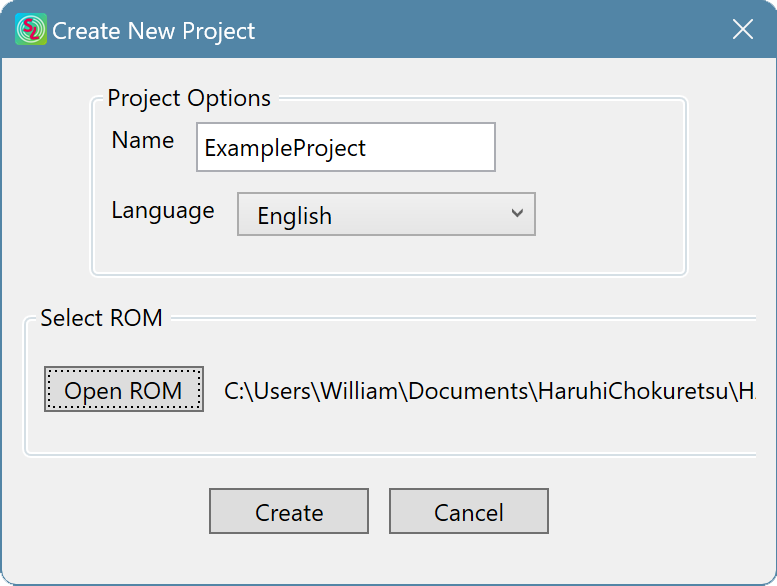 Create New Project
Project Options
Name
ExampleProject
Language
English
Select ROM
Open ROM
C:\Users\William\Documents\HaruhiChokuretsu\H
Create
Cancel